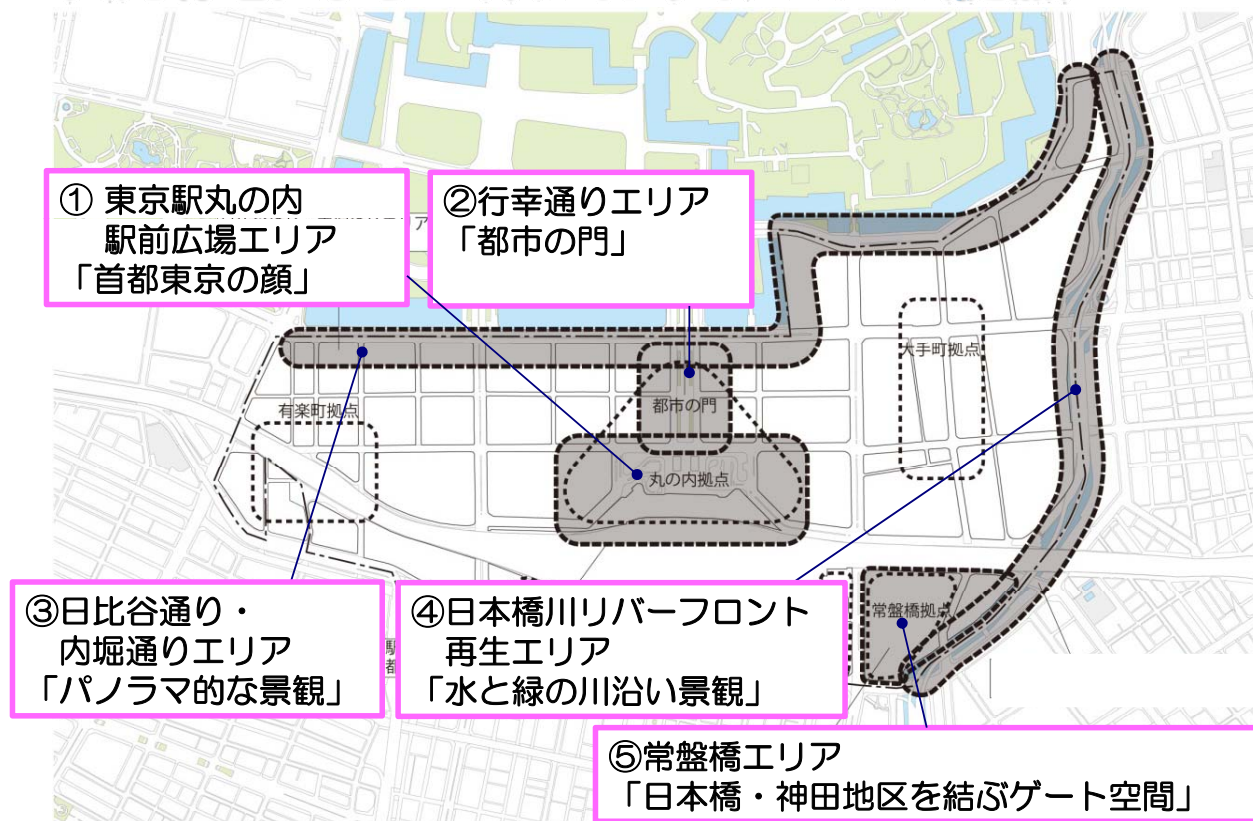 ① 東京駅丸の内
駅前広場エリア
「首都東京の顔」
②行幸通りエリア
「都市の門」
ア
大手町拠点
有楽町拠点
都市の門
丸の内拠点
③日比谷通り・
内堀通りエリア
「パノラマ的な景観」
④日本橋川リバーフロント
再生エリア
「水と緑の川沿い景観」
常盤橋拠点
⑤常盤橋エリア
「日本橋・神田地区を結ぶゲート空間」